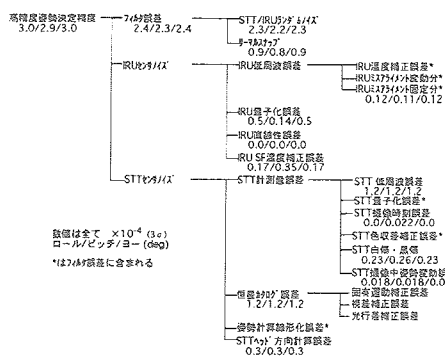 高精度姿勢決定精度
3.0/2.9/3.0
フィルタ誤差
2.4/2.3/2.4
STT/IRUランダムノイズ
2.3/2.2/2.3
サーマルスナップ
0.9/0.8/0.9
IRUセンサノイズ
IRU低周波誤差
IRU温度補正誤差*
IRUミスアライメント変動分*
IRUミスアライメント固定分*
0.12/0.11/0.12
IRU量子化誤差
0.5/0.14/0.5
IRU直線性誤差
0.0/0.0/0.0
IRU SF温度補正誤差
0.17/0.35/0.17
STTセンサノイズ
STT計測値誤差
STT 低周波誤差
1.2/1.2/1.2
STT量子化誤差*
STT撮像時刻誤差
0.0/0.022/0.0
STT色収差補正誤差*
STT白傷・黒傷
0.23/0.26/0.23
STT撮像中姿勢変動誤
0.018/0.018/0.0
恒星カタログ誤差
1.2/1.2/1.2
固有運動補正誤差
視差補正誤差
光行差補正誤差
姿勢計算線形化誤差*
STTヘッド方向計算誤差
0.3/0.3/0.3
数値は全て ×10⁻⁴ (3σ)
ロール/ピッチ/ヨー (deg)
*はフィルタ誤差に含まれる